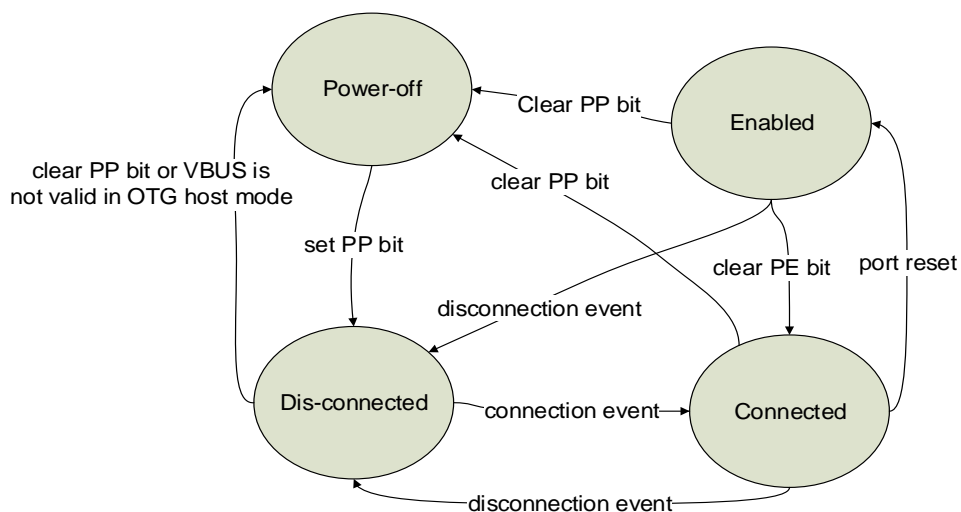 Power-off
Clear PP bit
Enabled
clear PP bit or VBUS is
not valid in OTG host mode
clear PP bit
set PP bit
clear PE bit
port reset
disconnection event
Dis-connected
connection event
Connected
disconnection event